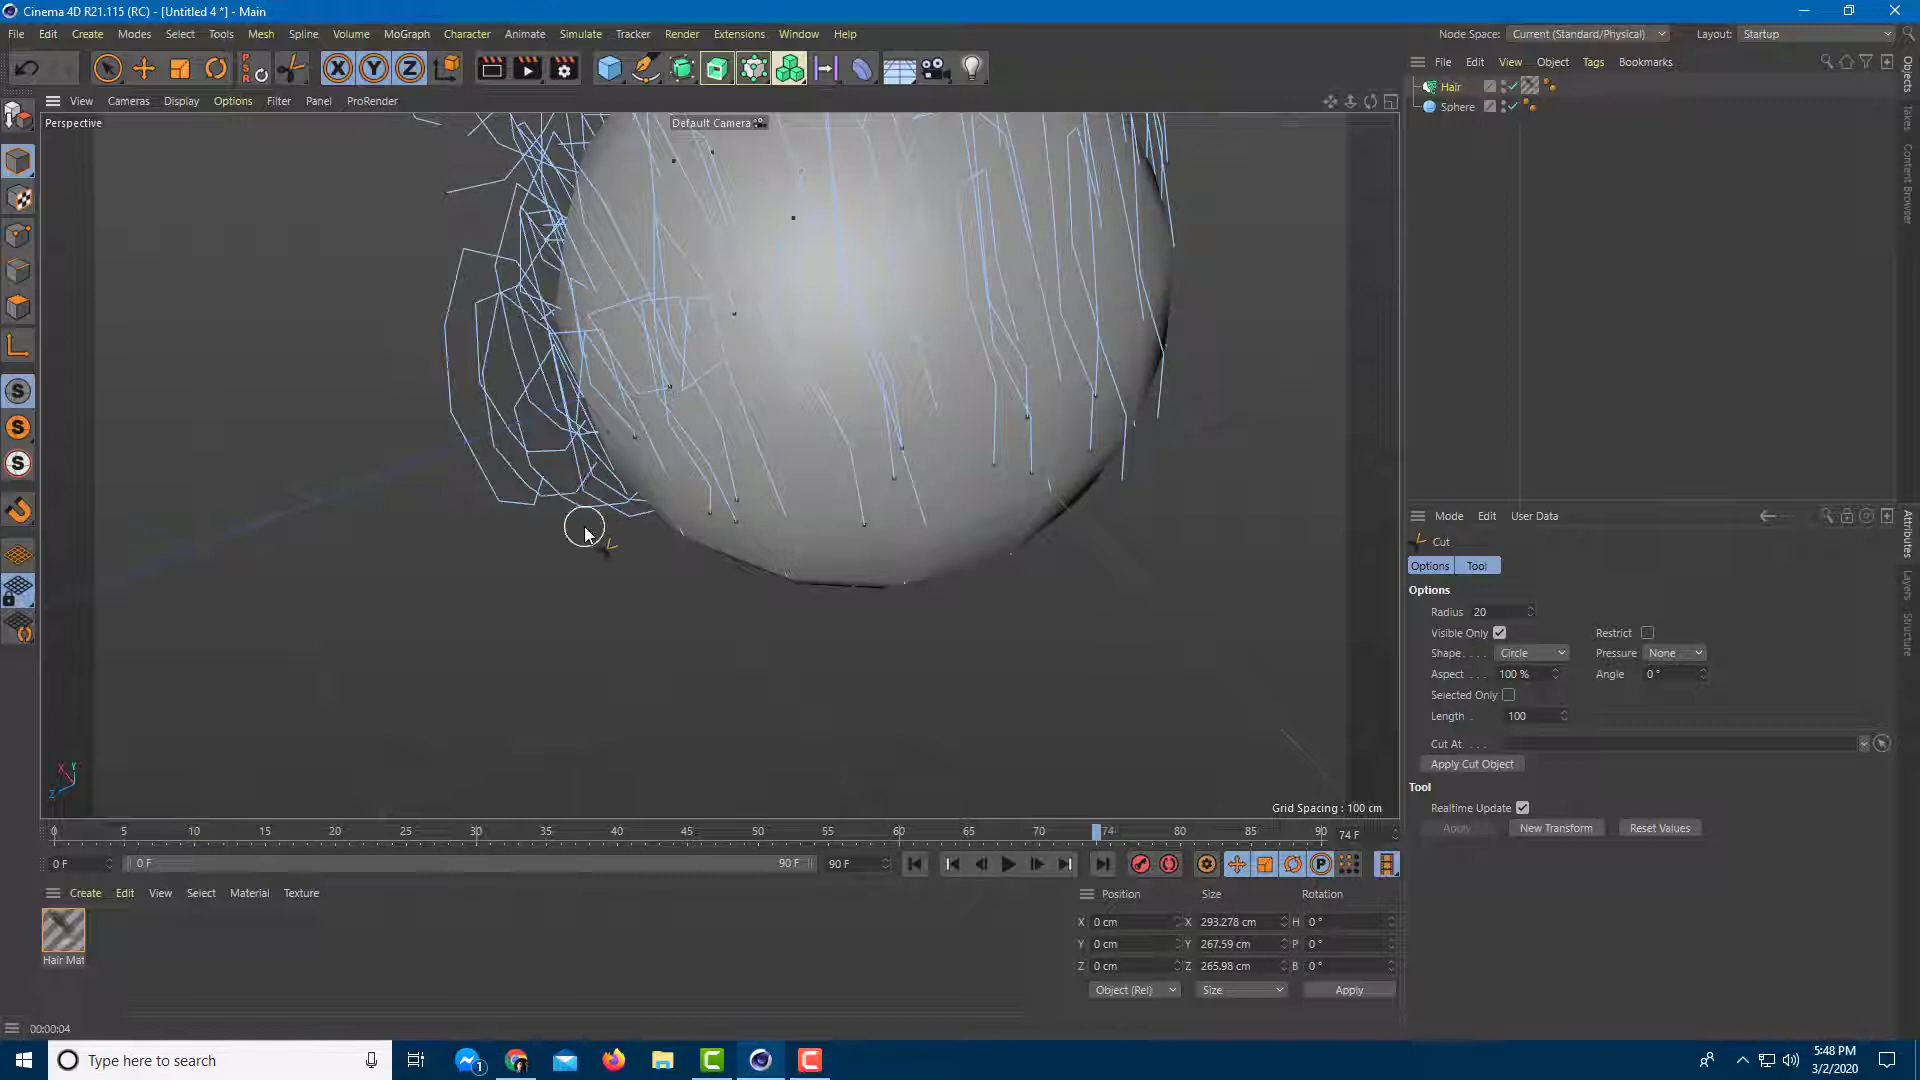 Cinema 4D R21.115 (RC) - [Untitled 4 *] - Main
File Edit Create Modes Select Tools Mesh Spline Volume MoGraph Character Animate Simulate Tracker Render Extensions Window Help
Node Space: Current (Standard/Physical) Layout: Startup
P S R
X Y Z
File Edit View Object Tags Bookmarks
Hair
Sphere
View Cameras Display Options Filter Panel ProRender
Perspective
Default Camera
Objects
Takes
Content Browser
Attributes
Layers
Structure
S
S
S
Mode Edit User Data
Cut
Options Tool
Options
Radius 20
Visible Only Restrict
Shape. . . . Circle Pressure None
Aspect . . . 100 % Angle 0 °
Selected Only
Length . 100
Cut At. . . .
Apply Cut Object
Tool
Realtime Update
Apply New Transform Reset Values
X Y Z
Grid Spacing : 100 cm
0 5 10 15 20 25 30 35 40 45 50 55 60 65 70 74 80 85 90 74 F
0 F 0 F 90 F 90 F
P
Create Edit View Select Material Texture
Hair Mat
Position Size Rotation
X 0 cm X 293.278 cm H 0 °
Y 0 cm Y 267.59 cm P 0 °
Z 0 cm Z 265.98 cm B 0 °
Object (Rel) Size Apply
00:00:04
Type here to search
1
5:48 PM
3/2/2020